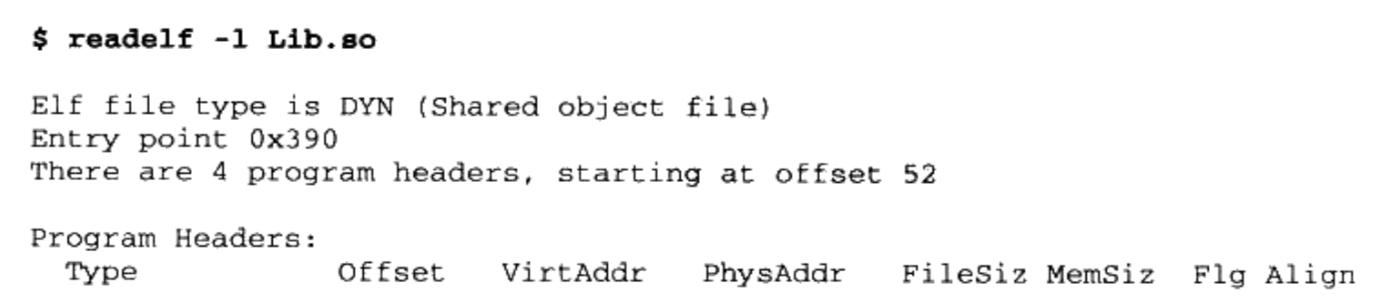 $ readelf -l Lib.so
Elf file type is DYN (Shared object file)
Entry point 0x390
There are 4 program headers, starting at offset 52
Program Headers:
Type Offset VirtAddr PhysAddr FileSiz MemSiz Flg Align